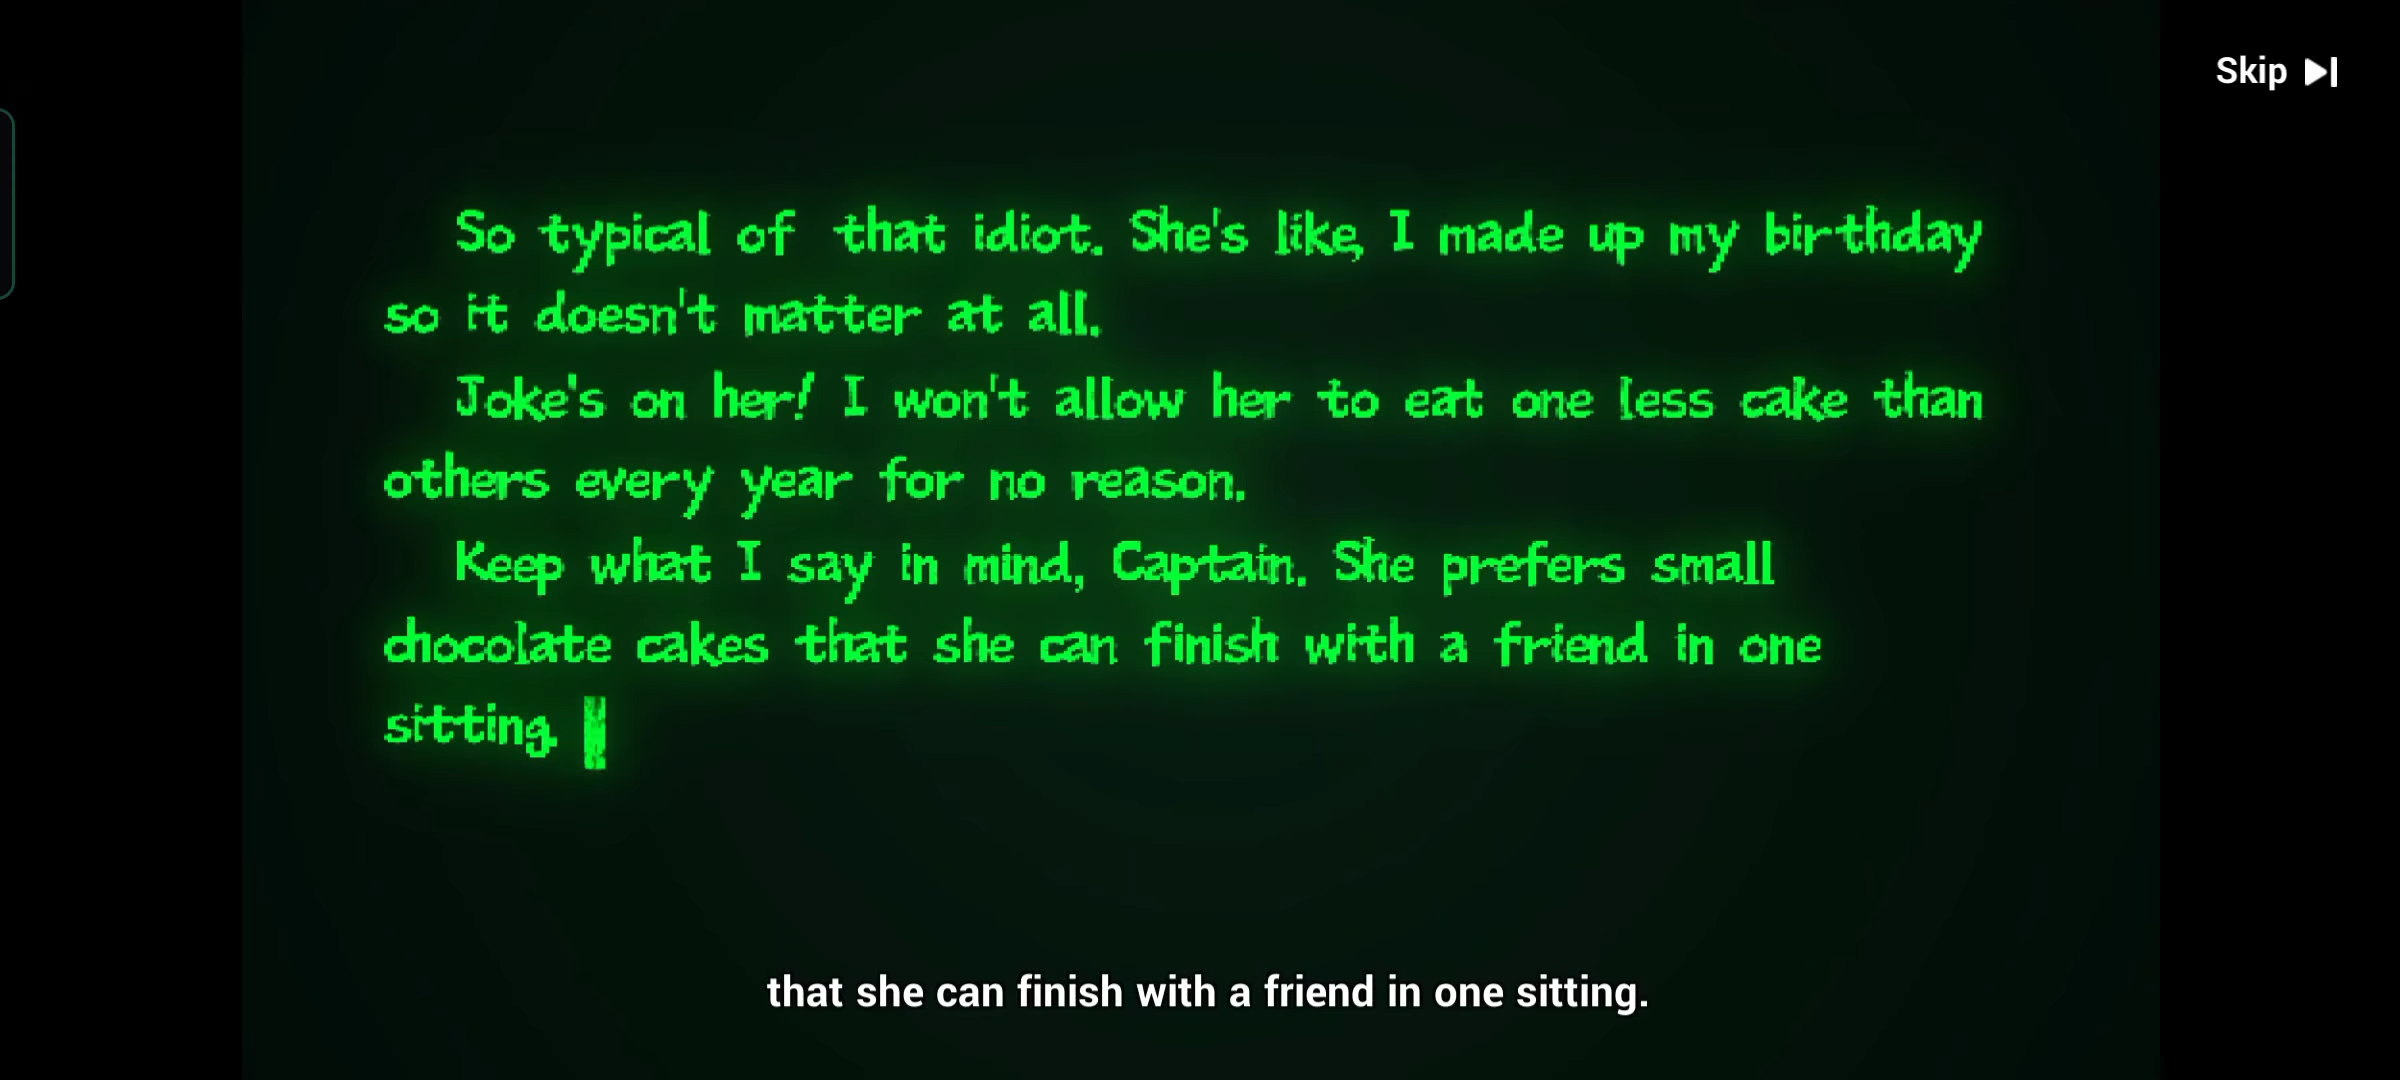 Skip
So typical of that idiot. She's like, I made up my birthday
so it doesn't matter at all.
Joke's on her! I won't allow her to eat one less cake than
others every year for no reason.
Keep what I say in mind, Captain. She prefers small
chocolate cakes that she can finish with a friend in one
sitting.
that she can finish with a friend in one sitting.